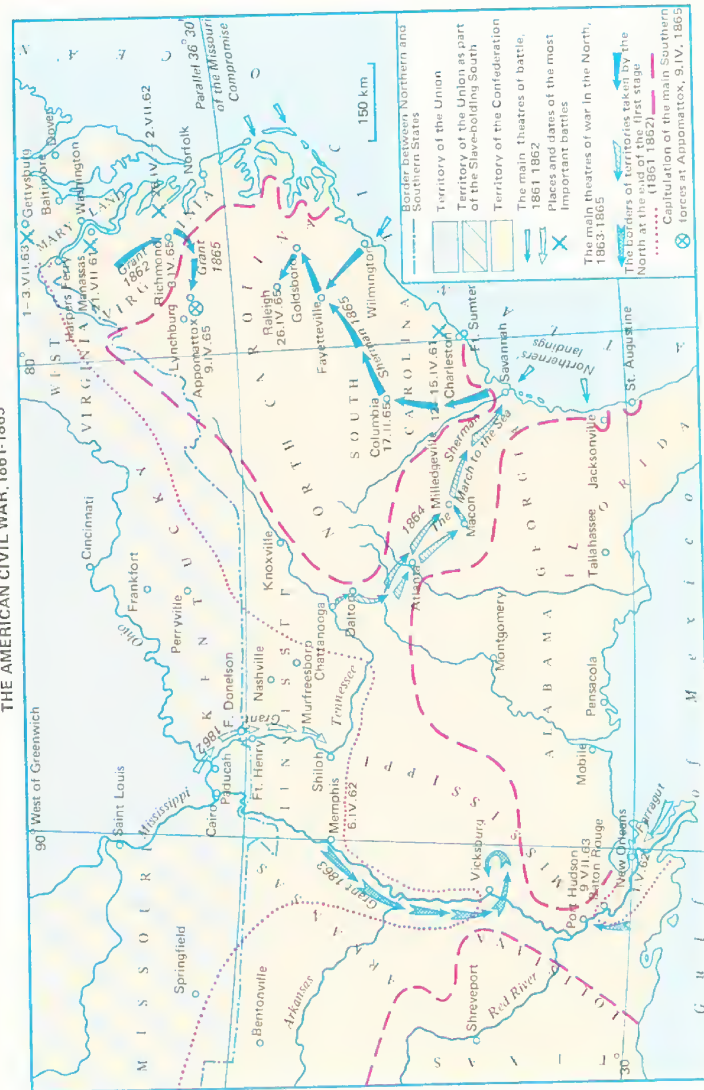 THE AMERICAN CIVIL WAR, 1861-1865
90° West of Greenwich
80°
Saint Louis
Mississippi
MISSOURI
Springfield
Cairo
Paducah
1862
Grant
F. Donelson
Ft. Henry
Ohio
Cincinnati
Frankfort
Perryville
KENTUCKY
WEST
VIRGINIA
Harpers Ferry
1-3.VII.63
Gettysburg
Baltimore
Dover
MARYLAND
Washington
Manassas
Grant
1862
VIRGINIA
Richmond
3.IV.65
Grant
1865
Lynchburg
Appomattox
9.IV.65
Norfolk
Parallel 36°30'
of the Missouri
Compromise
Bentonville
Arkansas
Nashville
Murfreesboro
Shiloh
Tennessee
Memphis
6.IV.62
Knoxville
Chattanooga
Dalton
NORTH
CAROLINA
Raleigh
26.IV.65
Goldsboro
Fayetteville
Sherman 1865
Wilmington
SOUTH
CAROLINA
Columbia
17.II.65
12-15.IV.61
Charleston
Ft. Sumter
Savannah
Grant 1863
Vicksburg
MISSISSIPPI
Atlanta
1864
Milledgeville
Macon
Sherman
The March to the Sea
Northerners'
landings
Shreveport
Red River
Port Hudson
9.VII.63
Baton Rouge
New Orleans
1.V.62
Farragut
Mobile
Pensacola
ALABAMA
Montgomery
Tallahassee
Jacksonville
St. Augustine
30°
Gulf of Mexico
150 km
Border between Northern and
Southern States
Territory of the Union
Territory of the Union as part
of the Slave-holding South
Territory of the Confederation
The main theatres of battle,
1861 1862
Places and dates of the most
Important battles
The main theatres of war in the North,
1863-1865
The borders of territories taken by the
North at the end of the first stage
(1861 1862)
Capitulation of the main Southern
forces at Appomattox, 9.IV. 1865